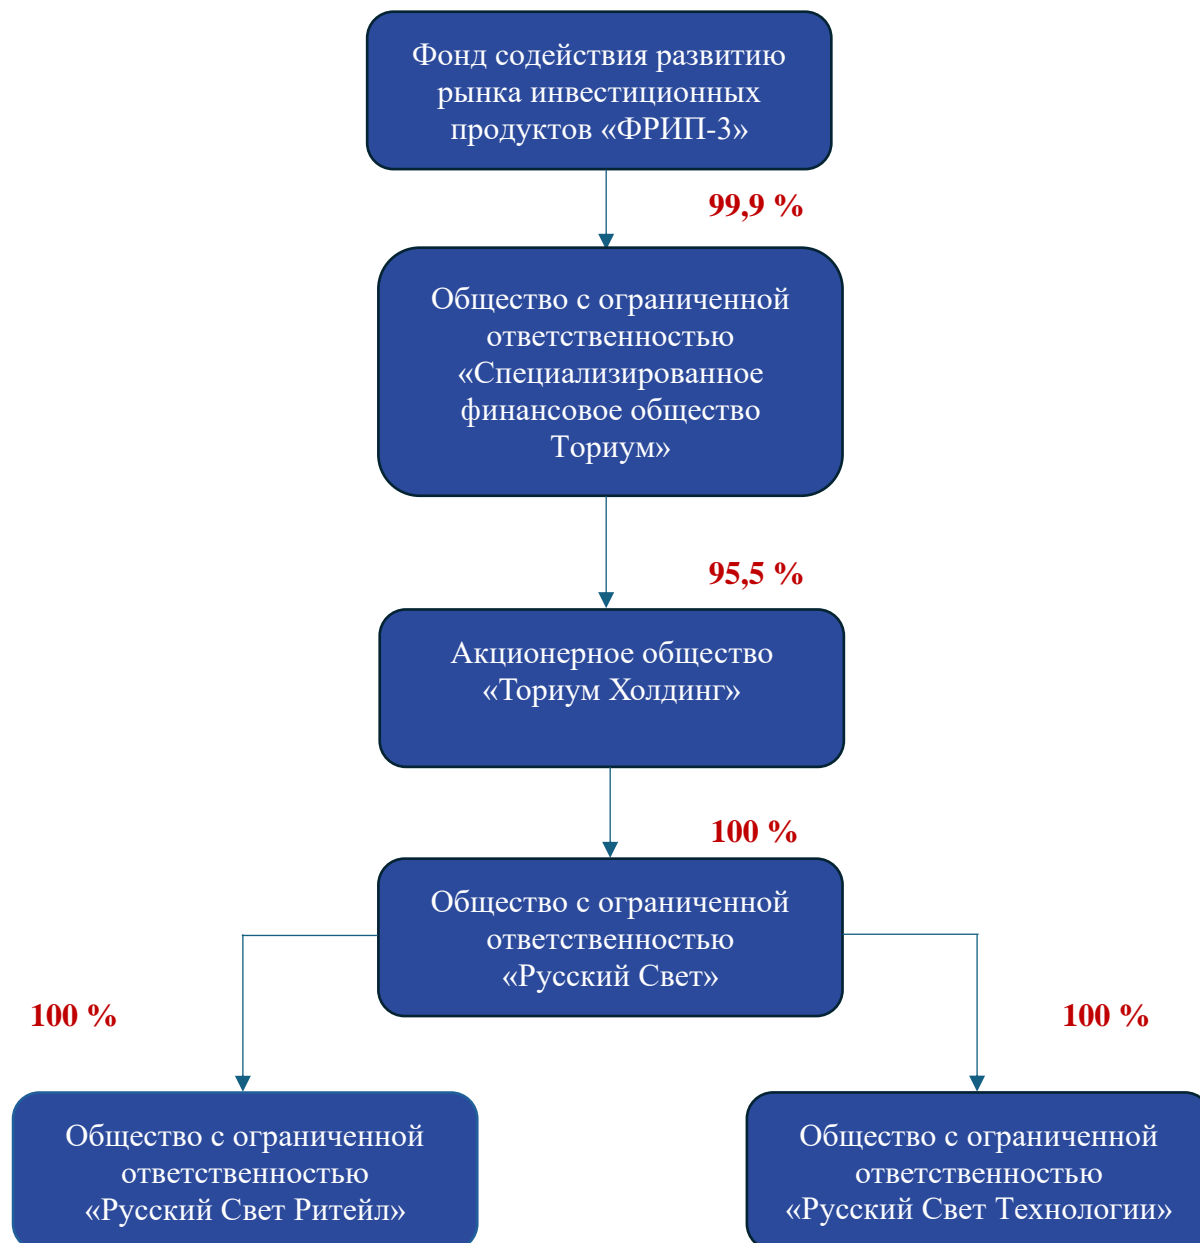 Фонд содействия развитию
рынка инвестиционных
продуктов «ФРИП-3»
99,9 %
Общество с ограниченной
ответственностью
«Специализированное
финансовое общество
Ториум»
95,5 %
Акционерное общество
«Ториум Холдинг»
100 %
Общество с ограниченной
ответственностью
«Русский Свет»
100 %
100 %
Общество с ограниченной
ответственностью
«Русский Свет Ритейл»
Общество с ограниченной
ответственностью
«Русский Свет Технологии»